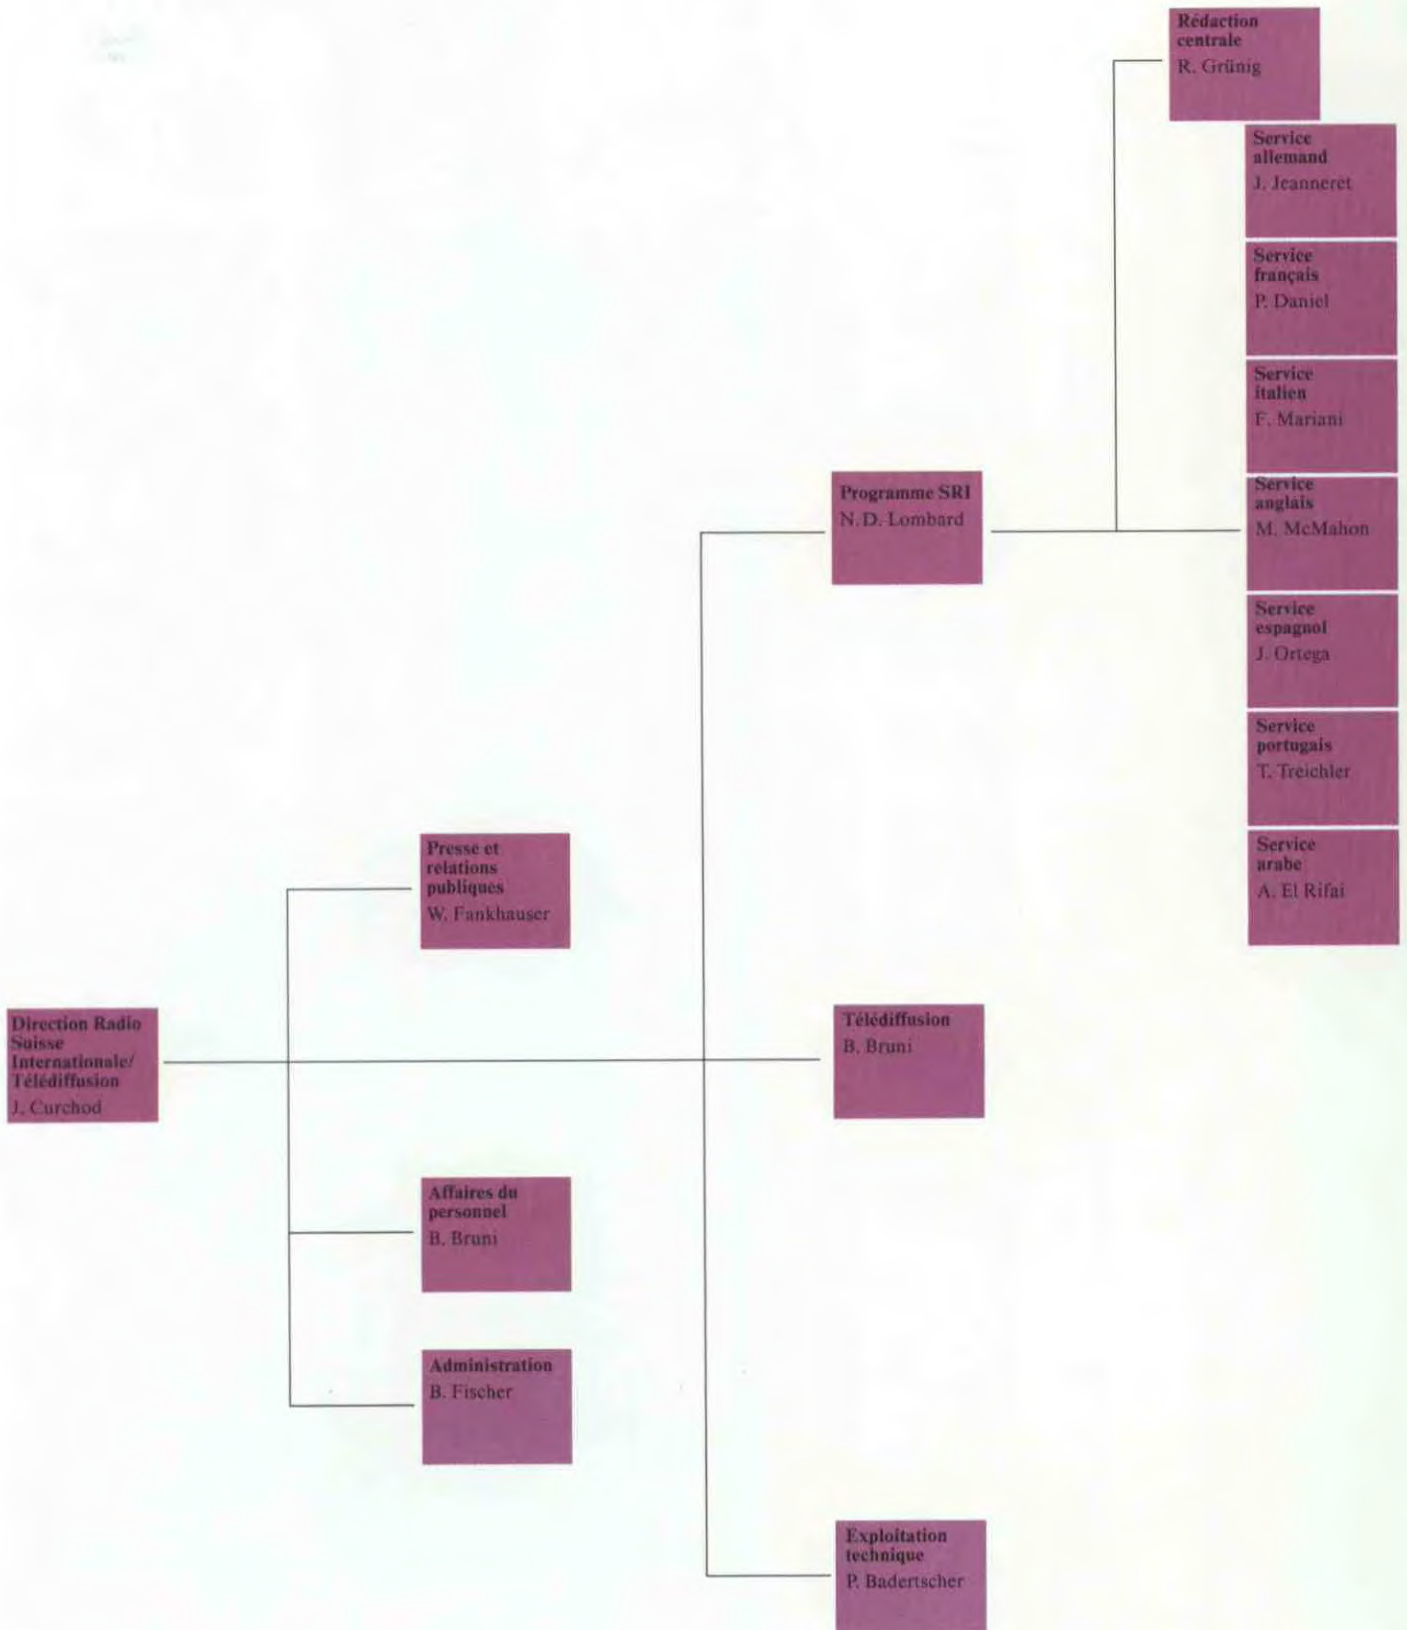 Rédaction
centrale
R. Grünig
Service
allemand
J. Jeanneret
Service
français
P. Daniel
Service
italien
F. Mariani
Service
anglais
M. McMahon
Service
espagnol
J. Ortega
Service
portugais
T. Treichler
Service
arabe
A. El Rifai
Programme SRI
N. D. Lombard
Presse et
relations
publiques
W. Fankhauser
Direction Radio
Suisse
Internationale/
Télédiffusion
J. Curchod
Télédiffusion
B. Bruni
Affaires du
personnel
B. Bruni
Administration
B. Fischer
Exploitation
technique
P. Badertscher